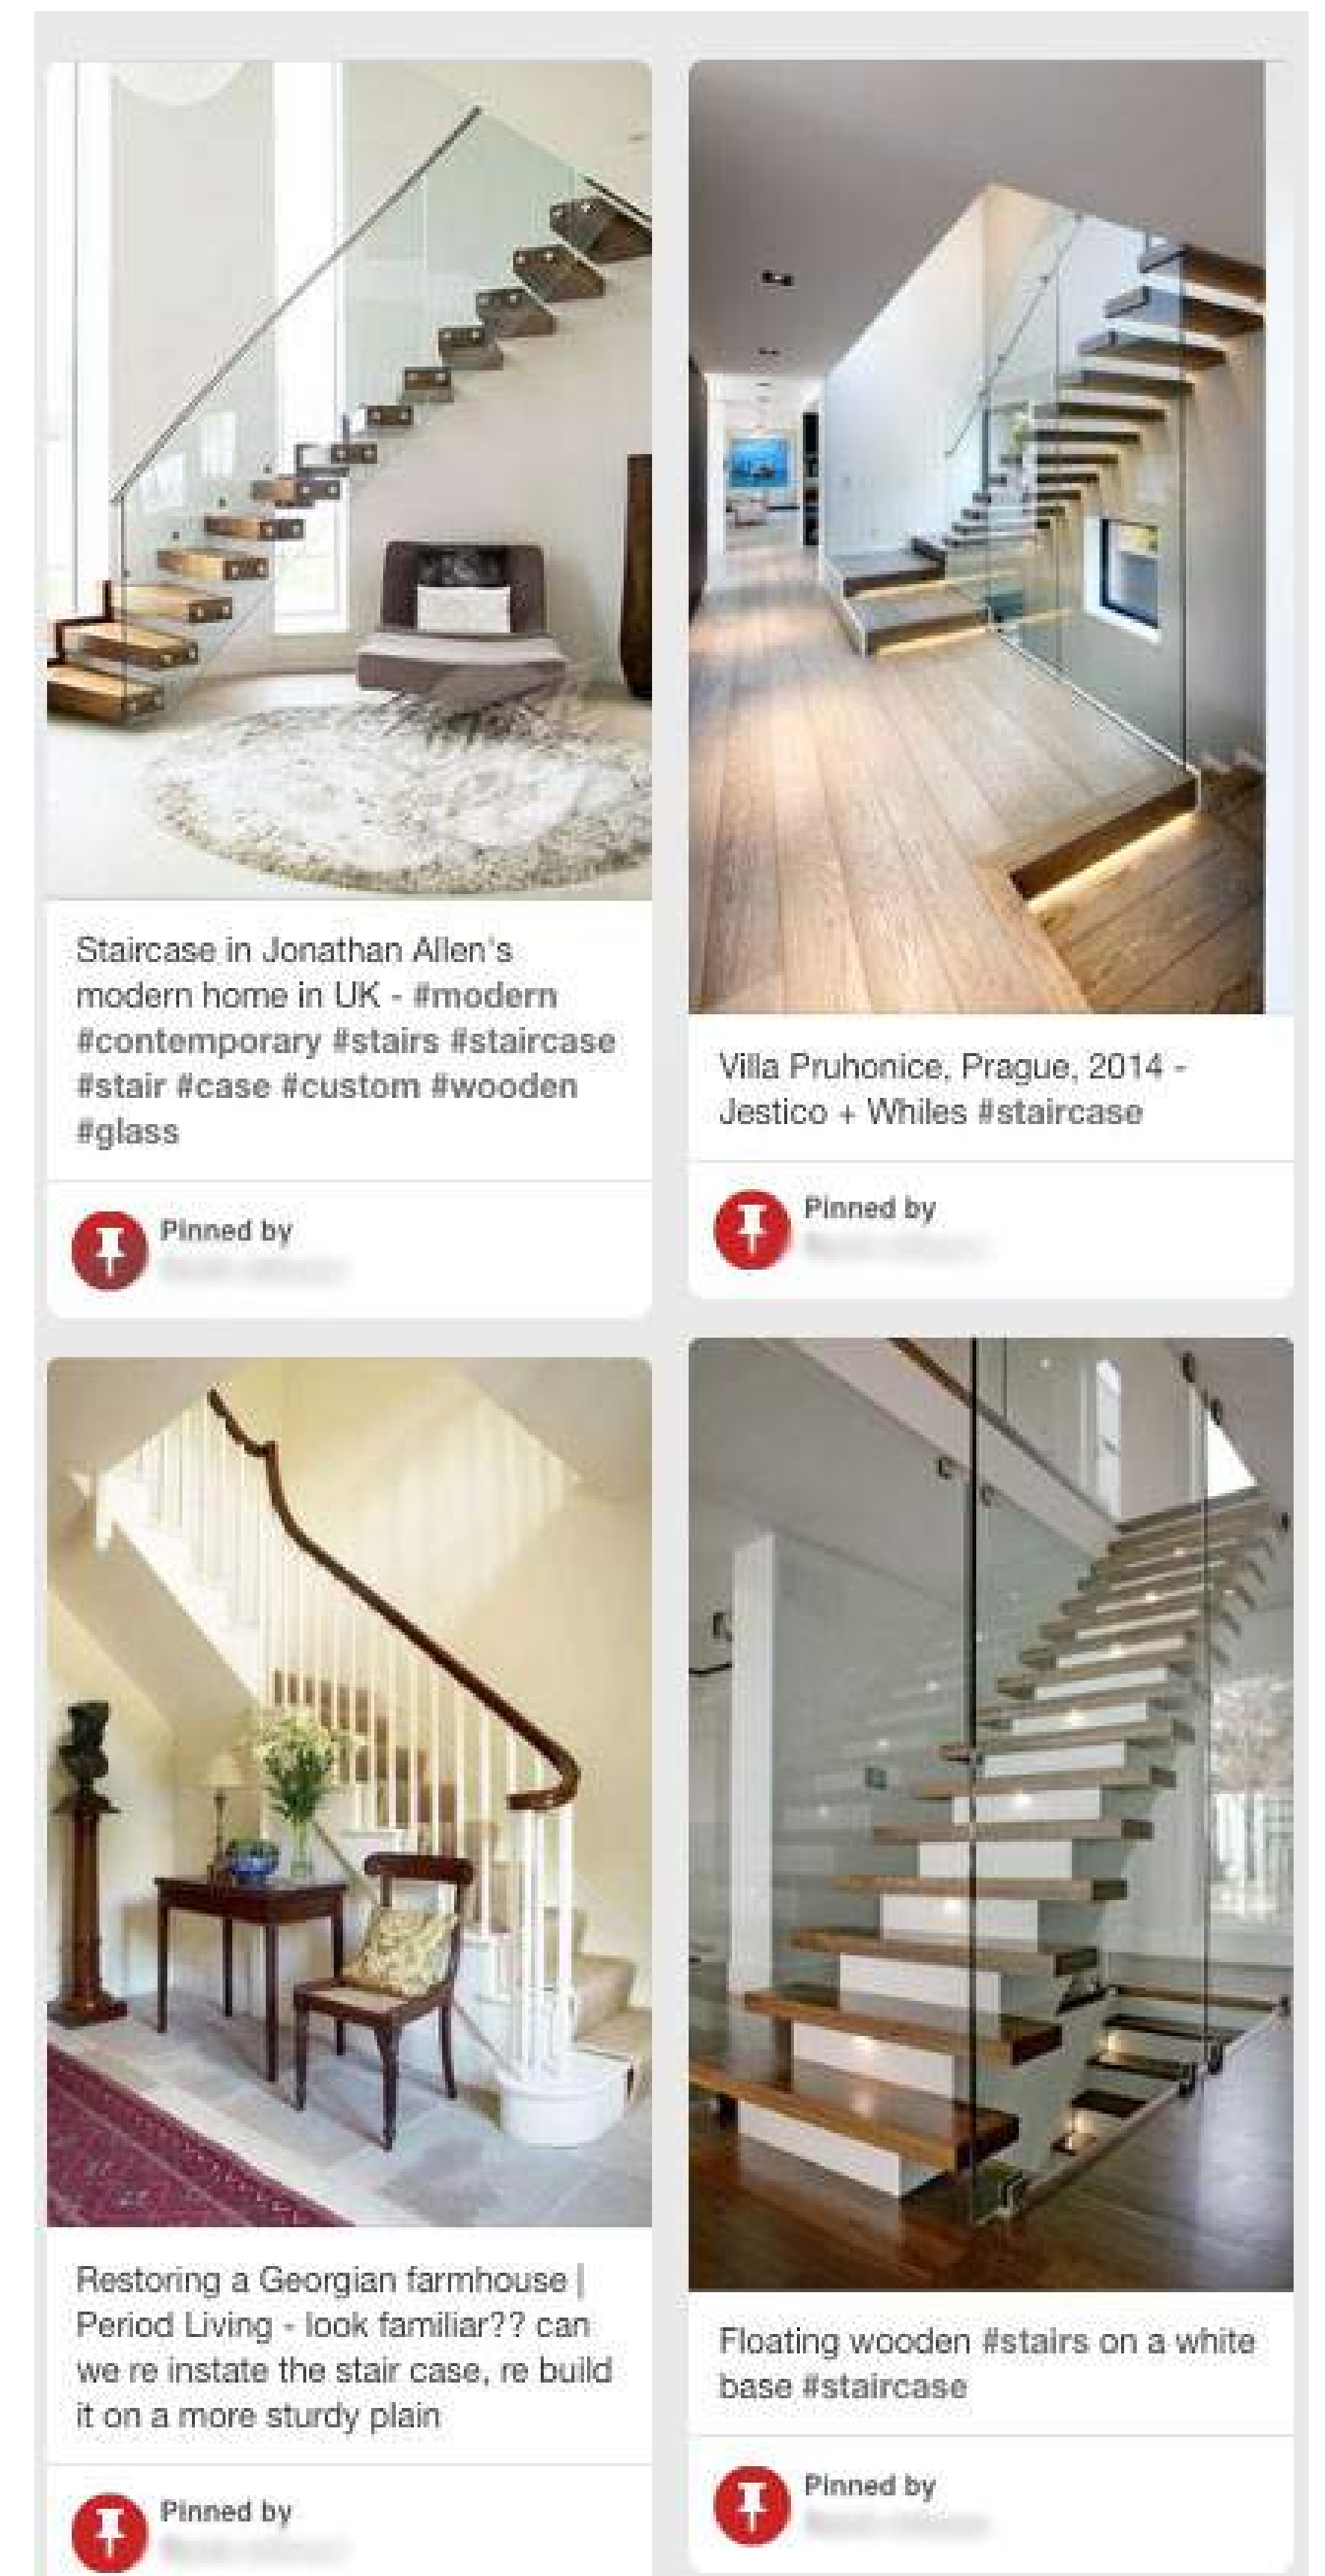 Staircase in Jonathan Allen's
modern home in UK - #modern
#contemporary #stairs #staircase
#stair #case #custom #wooden
#glass
Pinned by
Villa Pruhonice, Prague, 2014 -
Jestico + Whiles #staircase
Pinned by
Restoring a Georgian farmhouse |
Period Living - look familiar?? can
we re instate the stair case, re build
it on a more sturdy plain
Pinned by
Floating wooden #stairs on a white
base #staircase
Pinned by